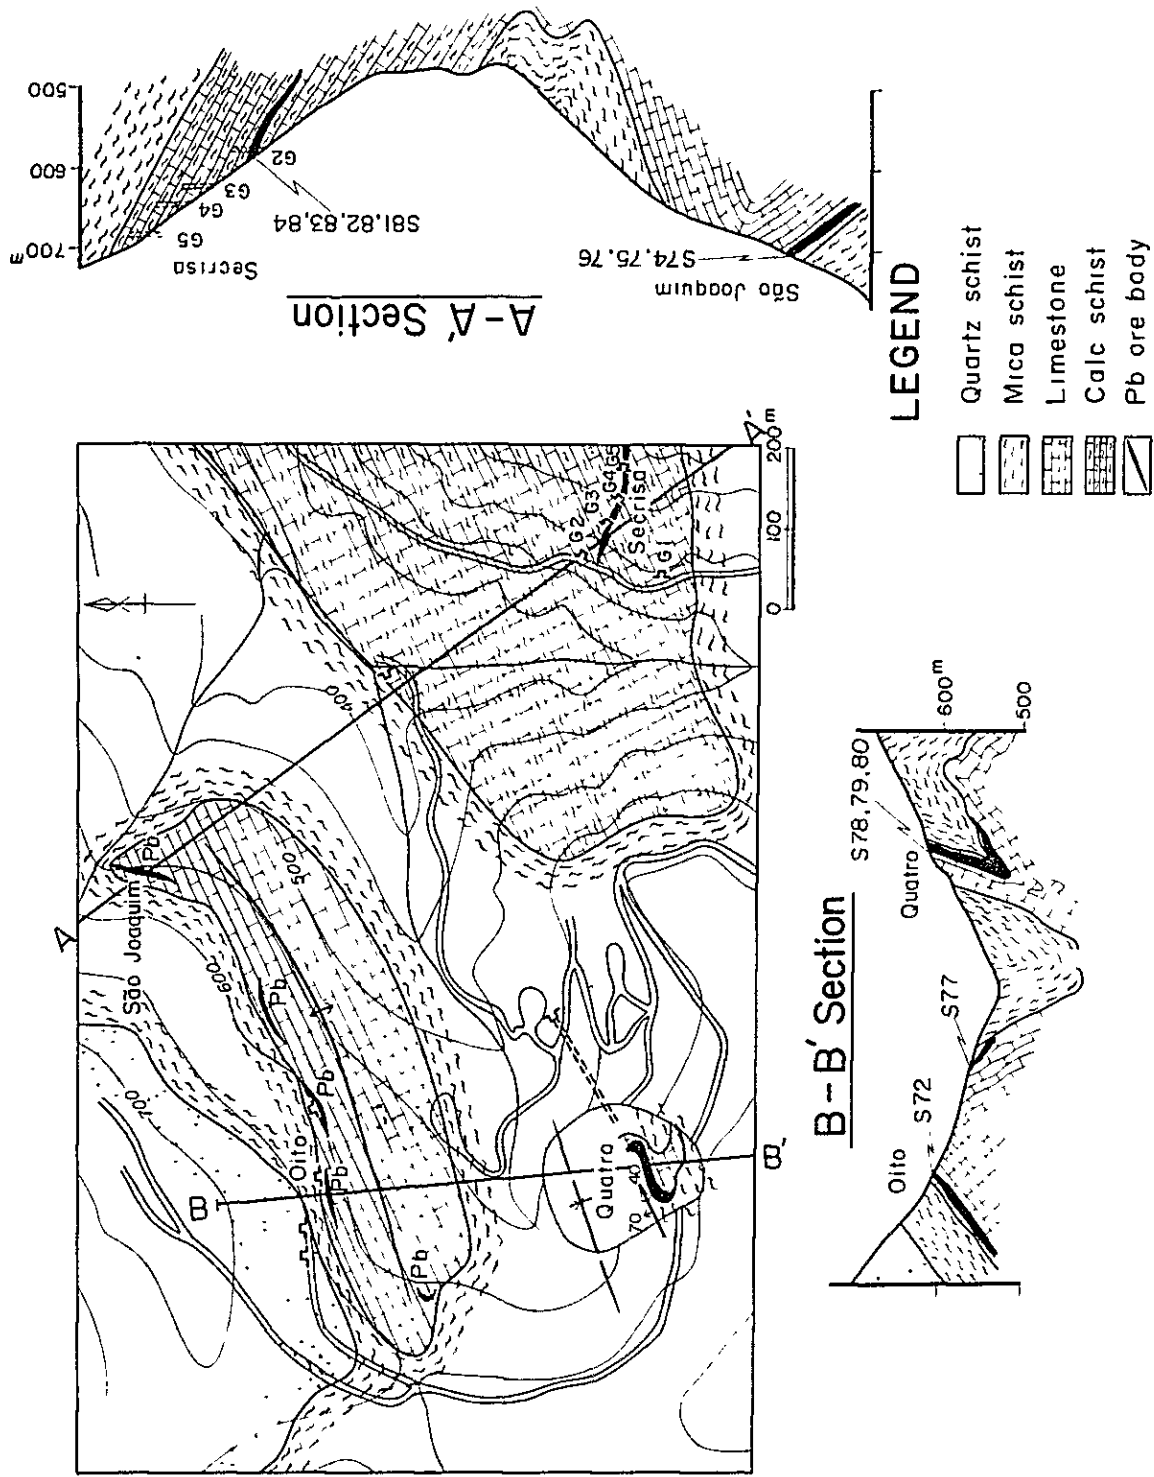 500
600
700m
G2
G3
G4
G5
Secrisa
S81.82.83.84
A-A' Section
S74.75.76
São Joaquim
A
São Joaquim
Pb
600
Pb
500
400
700
Oito
Pb
Pb
B
Pb
Quatro
70
40
B'
G2
G3
G4
G5
Secrisa
G1
A'
0 100 200m
LEGEND
Quartz schist
Mica schist
Limestone
Calc schist
Pb ore body
B-B' Section
Oito
S72
S77
Quatro
S78,79,80
600m
500